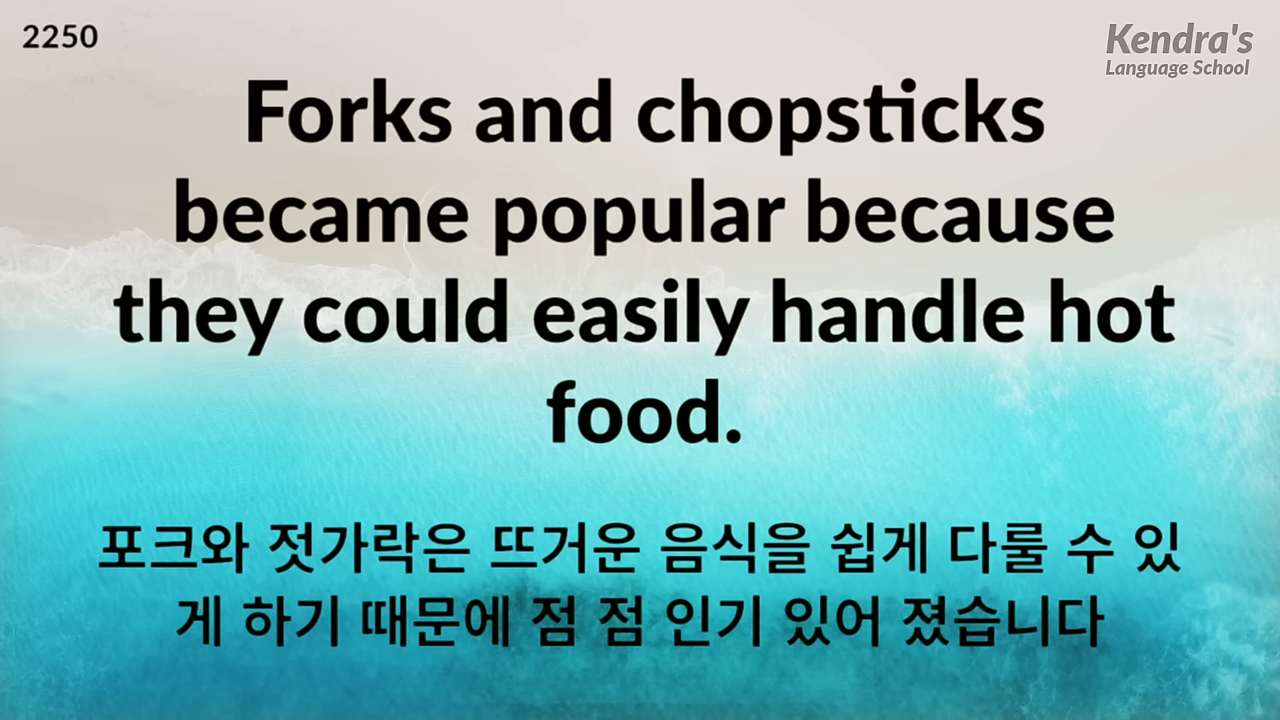 2250
Kendra's
Language School
Forks and chopsticks
became popular because
they could easily handle hot
food.
포크와 젓가락은 뜨거운 음식을 쉽게 다룰 수 있
게 하기 때문에 점 점 인기 있어 졌습니다